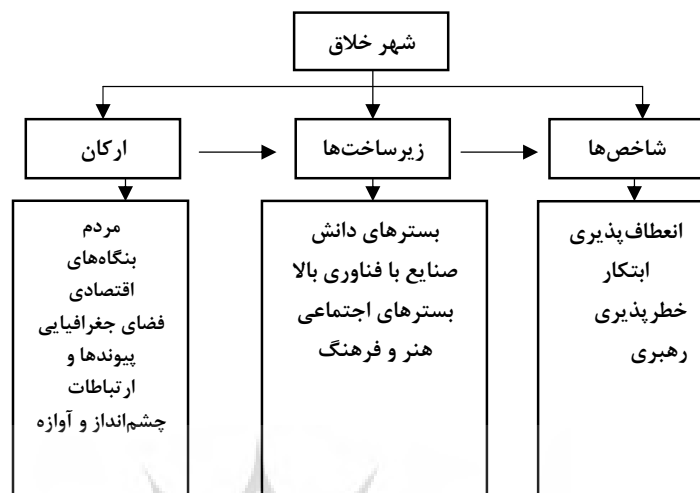 شهر خلاق
شاخص‌ها
زیرساخت‌ها
ارکان
انعطاف‌پذیری
ابتکار
خطرپذیری
رهبری
بسترهای دانش
صنایع با فناوری بالا
بسترهای اجتماعی
هنر و فرهنگ
مردم
بنگاه‌های
اقتصادی
فضای جغرافیایی
پیوندها و
ارتباطات
چشم‌انداز و آوازه